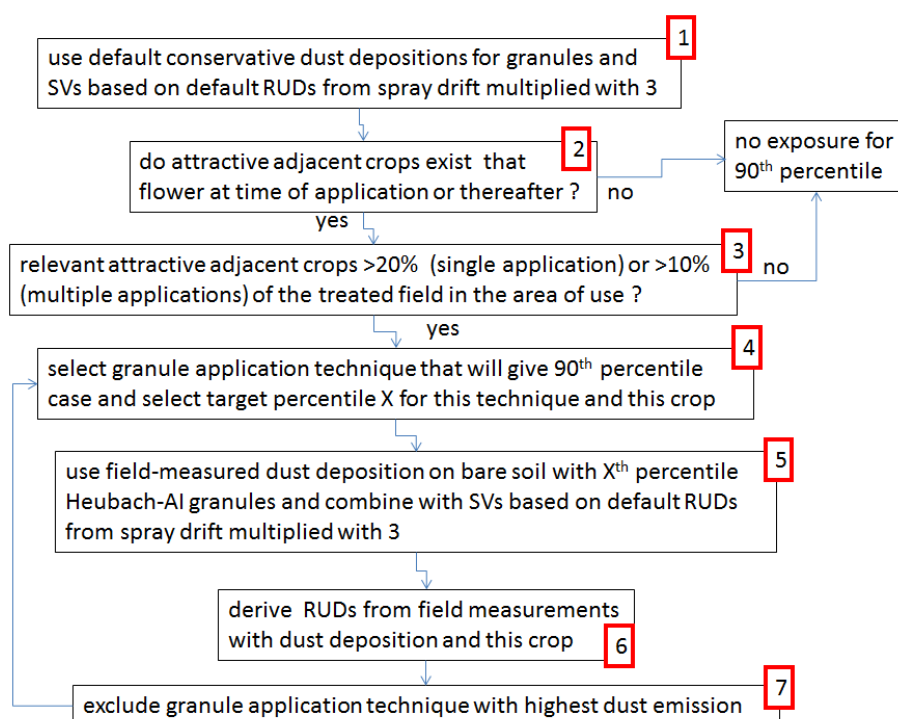 1
use default conservative dust depositions for granules and
SVs based on default RUDs from spray drift multiplied with 3
2
do attractive adjacent crops exist that
flower at time of application or thereafter ?
no
no exposure for
90th percentile
yes
3
relevant attractive adjacent crops >20% (single application) or >10%
(multiple applications) of the treated field in the area of use ?
no
yes
4
select granule application technique that will give 90th percentile
case and select target percentile X for this technique and this crop
5
use field-measured dust deposition on bare soil with Xth percentile
Heubach-AI granules and combine with SVs based on default RUDs
from spray drift multiplied with 3
derive RUDs from field measurements
with dust deposition and this crop
6
7
exclude granule application technique with highest dust emission